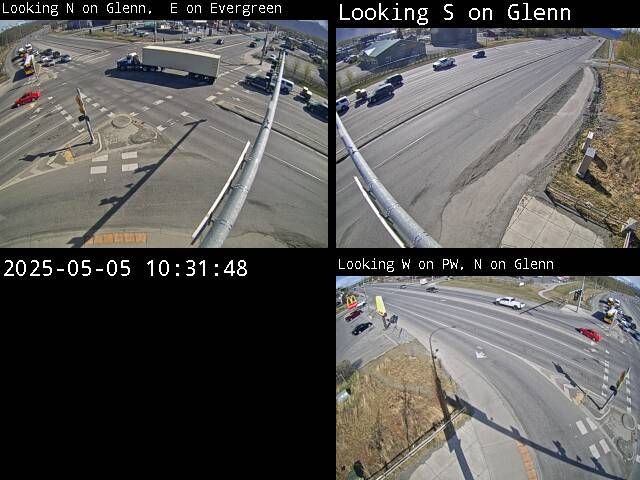 Looking N on Glenn,  E on Evergreen
Looking S on Glenn
2025-05-05 10:31:48
Looking W on PW, N on Glenn